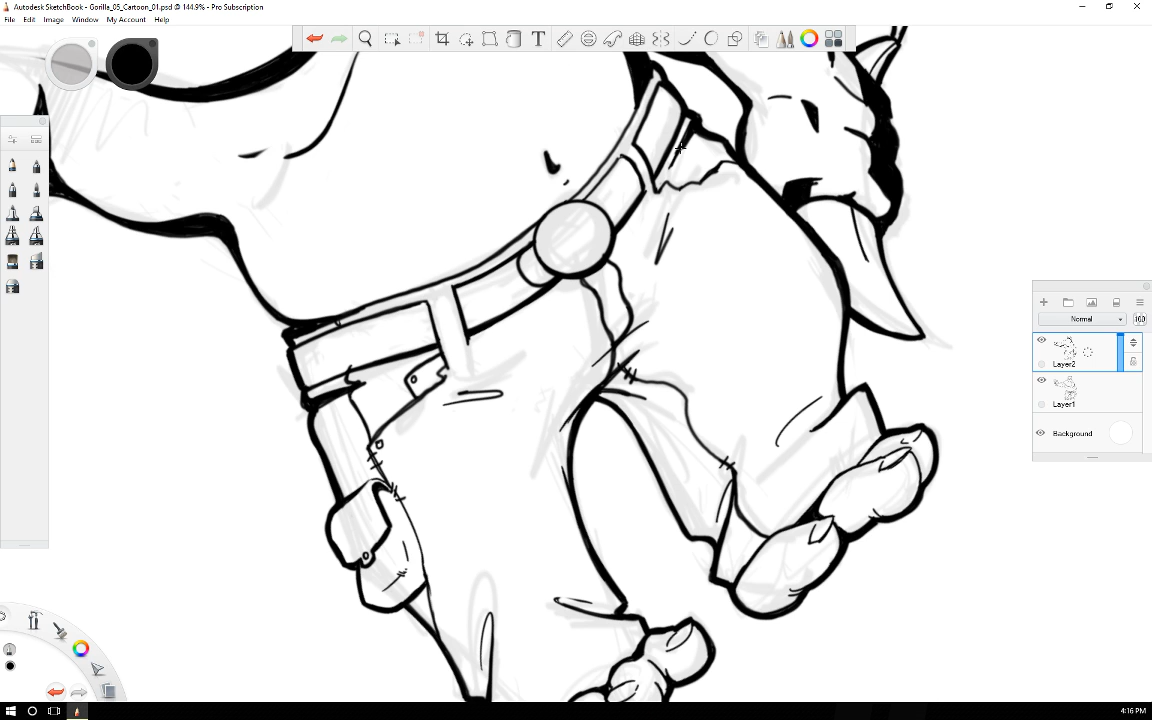 Autodesk SketchBook - Gorilla_05_Cartoon_01.psd @ 144.9% - Pro Subscription
File Edit Image Window My Account Help
T
Normal 100
Layer2
Layer1
Background
4:16 PM